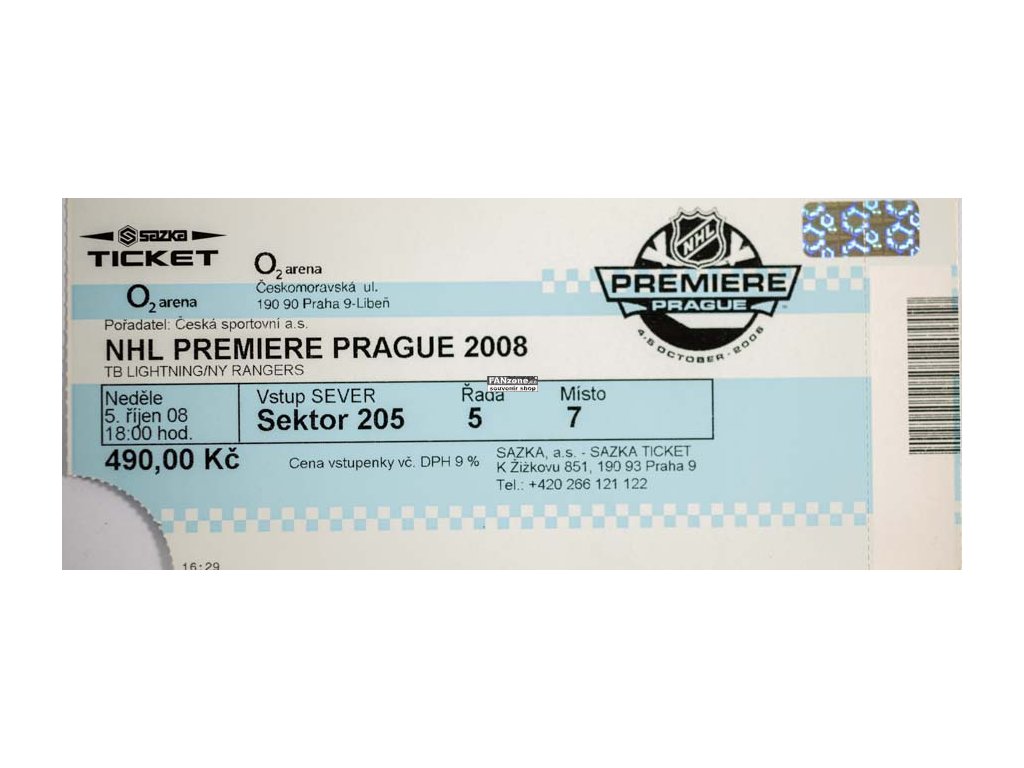 SAZKA
TICKET
O2 arena
O2 arena
Českomoravská ul.
190 90 Praha 9-Libeň
NHL
PREMIERE
PRAGUE
4-5 OCTOBER - 2008
Pořadatel: Česká sportovní a.s.
NHL PREMIERE PRAGUE 2008
TB LIGHTNING/NY RANGERS
FANzone.cz
souvenir shop
Neděle
5. říjen 08
18:00 hod.
Vstup SEVER
Sektor 205
Řada
5
Místo
7
490,00 Kč
Cena vstupenky vč. DPH 9 %
SAZKA, a.s. - SAZKA TICKET
K Žižkovu 851, 190 93 Praha 9
Tel.: +420 266 121 122
16:29